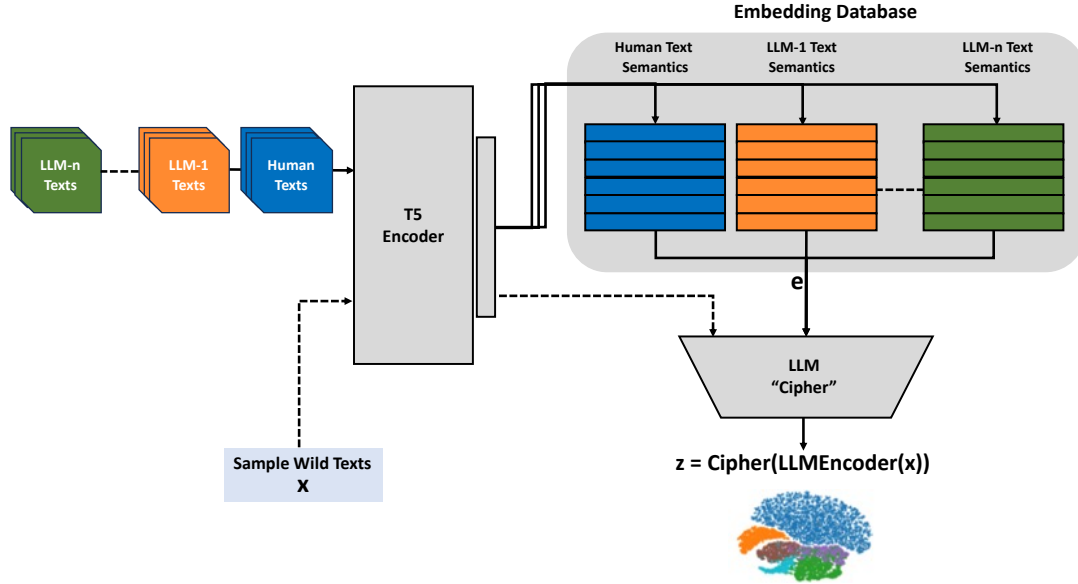 Embedding Database
Human Text
Semantics
LLM-1 Text
Semantics
LLM-n Text
Semantics
LLM-n
Texts
LLM-1
Texts
Human
Texts
T5
Encoder
e
LLM
“Cipher”
Sample Wild Texts
x
z = Cipher(LLMEncoder(x))